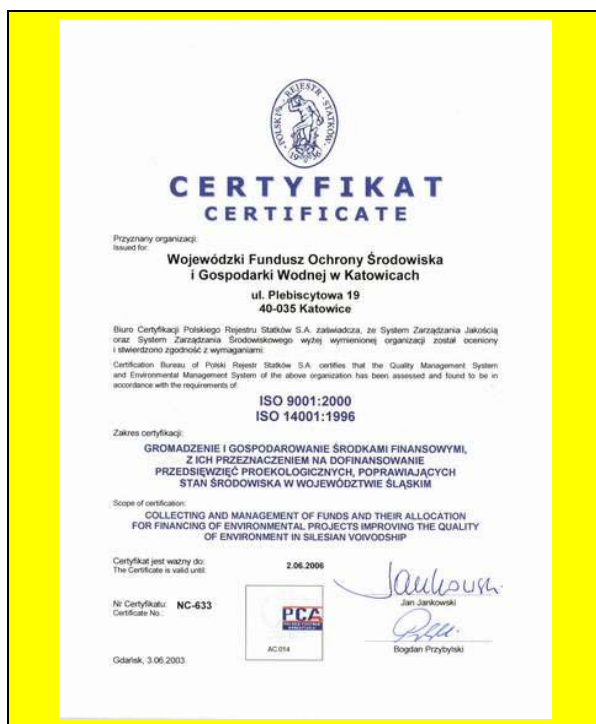 POLSKI REJESTR STATKÓW
1936
CERTYFIKAT
CERTIFICATE
Przyznany organizacji:
Issued for:
Wojewódzki Fundusz Ochrony Środowiska
i Gospodarki Wodnej w Katowicach
ul. Plebiscytowa 19
40-035 Katowice
Biuro Certyfikacji Polskiego Rejestru Statków S.A. zaświadcza, że System Zarządzania Jakością
oraz System Zarządzania Środowiskowego wyżej wymienionej organizacji został oceniony
i stwierdzono zgodność z wymaganiami:
Certification Bureau of Polski Rejestr Statków S.A. certifies that the Quality Management System
and Environmental Management System of the above organization has been assessed and found to be in
accordance with the requirements of:
ISO 9001:2000
ISO 14001:1996
Zakres certyfikacji:
GROMADZENIE I GOSPODAROWANIE ŚRODKAMI FINANSOWYMI,
Z ICH PRZEZNACZENIEM NA DOFINANSOWANIE
PRZEDSIĘWZIĘĆ PROEKOLOGICZNYCH, POPRAWIAJĄCYCH
STAN ŚRODOWISKA W WOJEWÓDZTWIE ŚLĄSKIM
Scope of certification:
COLLECTING AND MANAGEMENT OF FUNDS AND THEIR ALLOCATION
FOR FINANCING OF ENVIRONMENTAL PROJECTS IMPROVING THE QUALITY
OF ENVIRONMENT IN SILESIAN VOIVODSHIP
Certyfikat jest ważny do:
The Certificate is valid until:
2.06.2006
Jankowski
Jan Jankowski
Nr Certyfikatu: NC-633
Certificate No.:
PCA
POLSKIE CENTRUM
AKREDYTACJI
AC 014
Bogdan Przybylski
Gdańsk, 3.06.2003